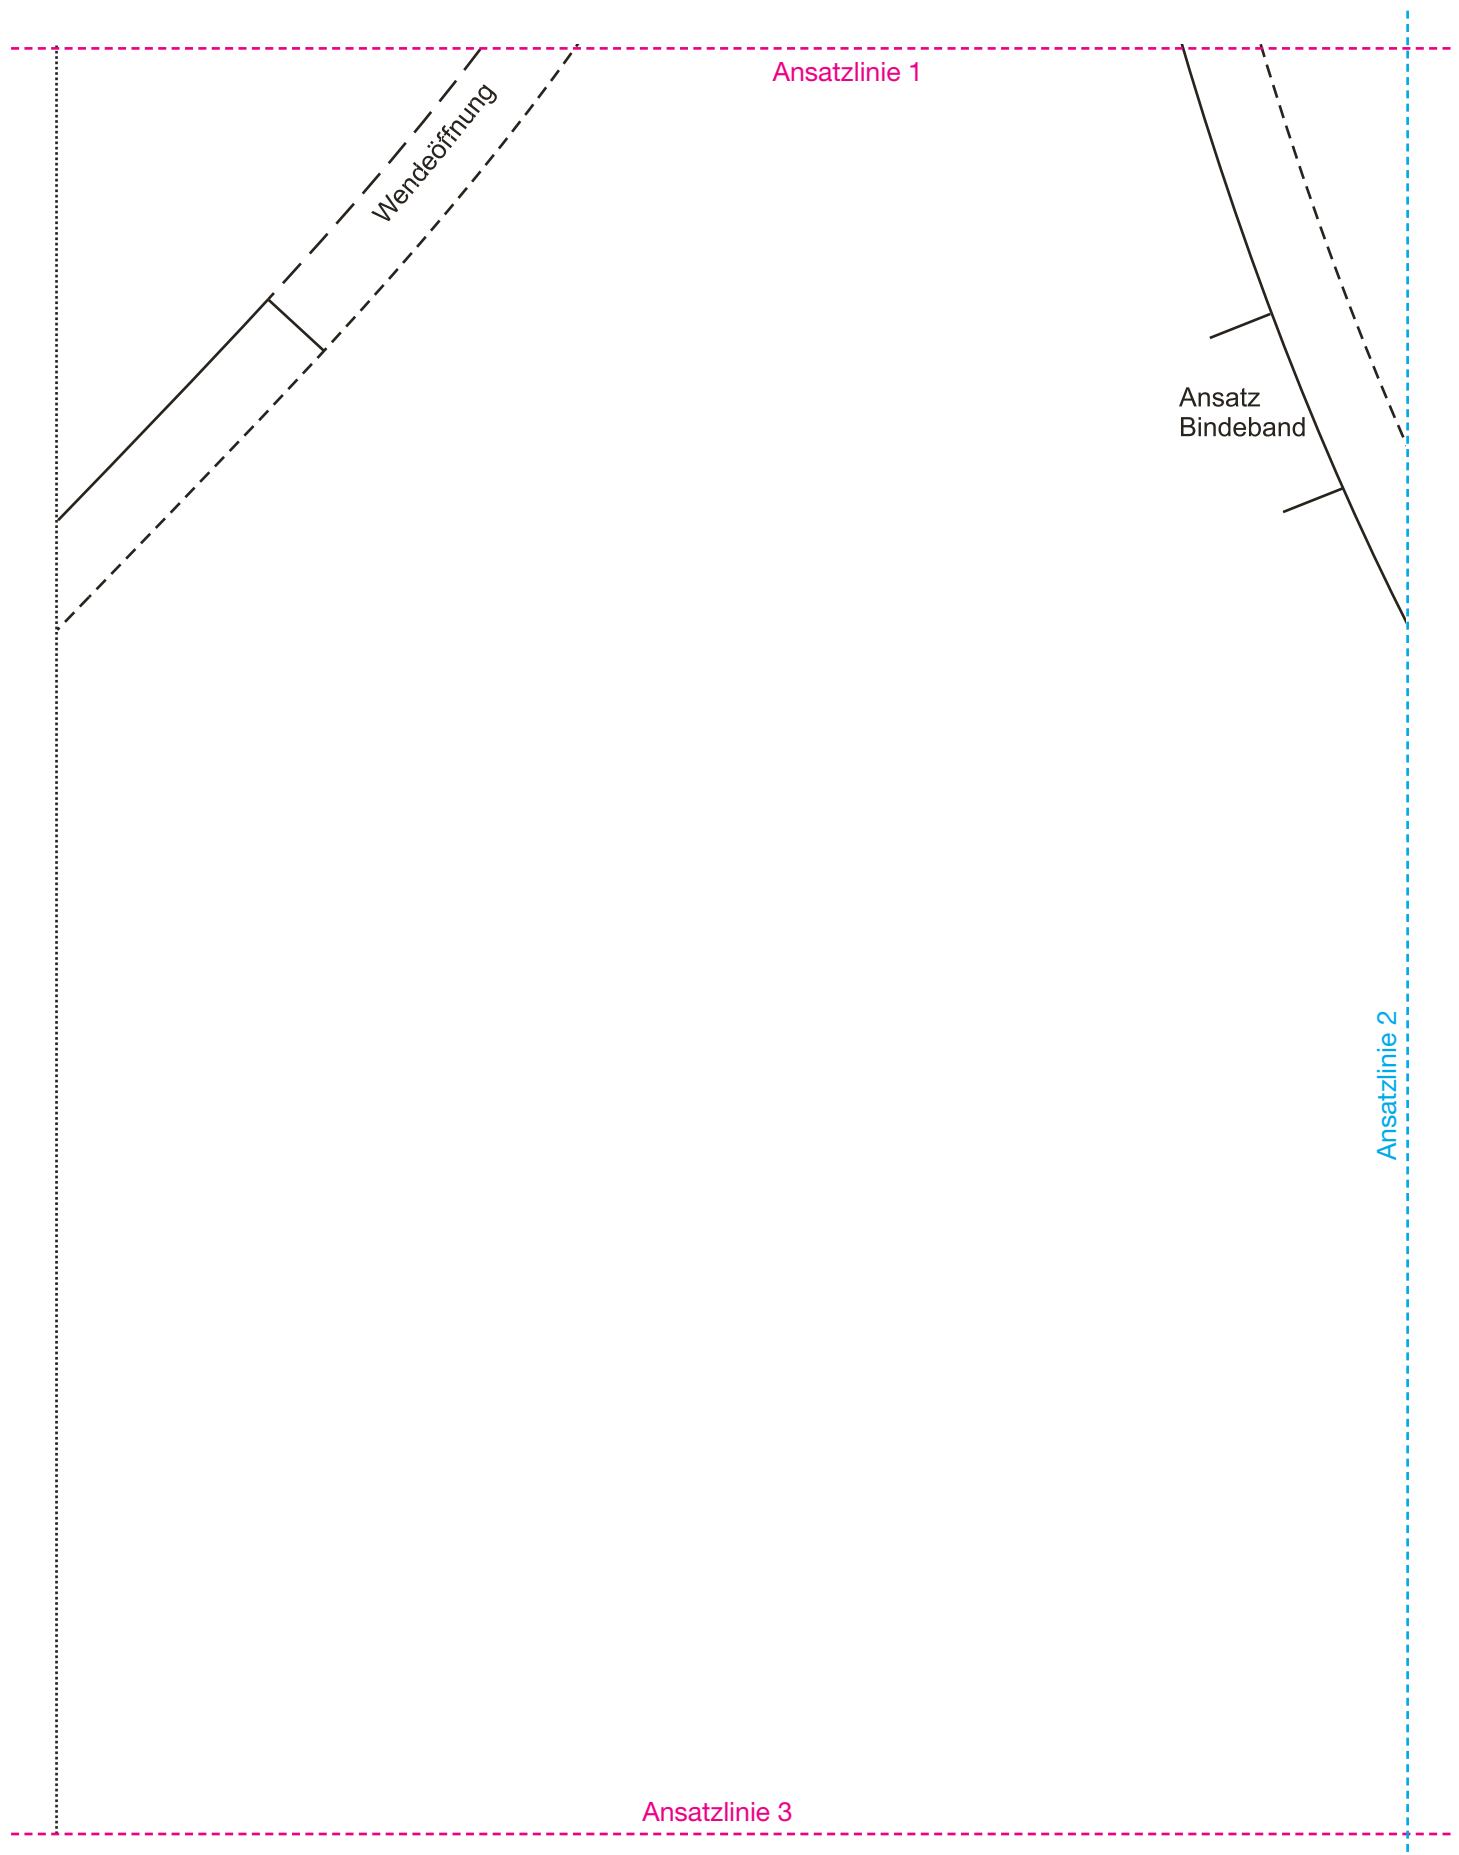 Ansatzlinie 1
Wendeöffnung
Ansatz
Bindeband
Ansatzlinie 2
Ansatzlinie 3